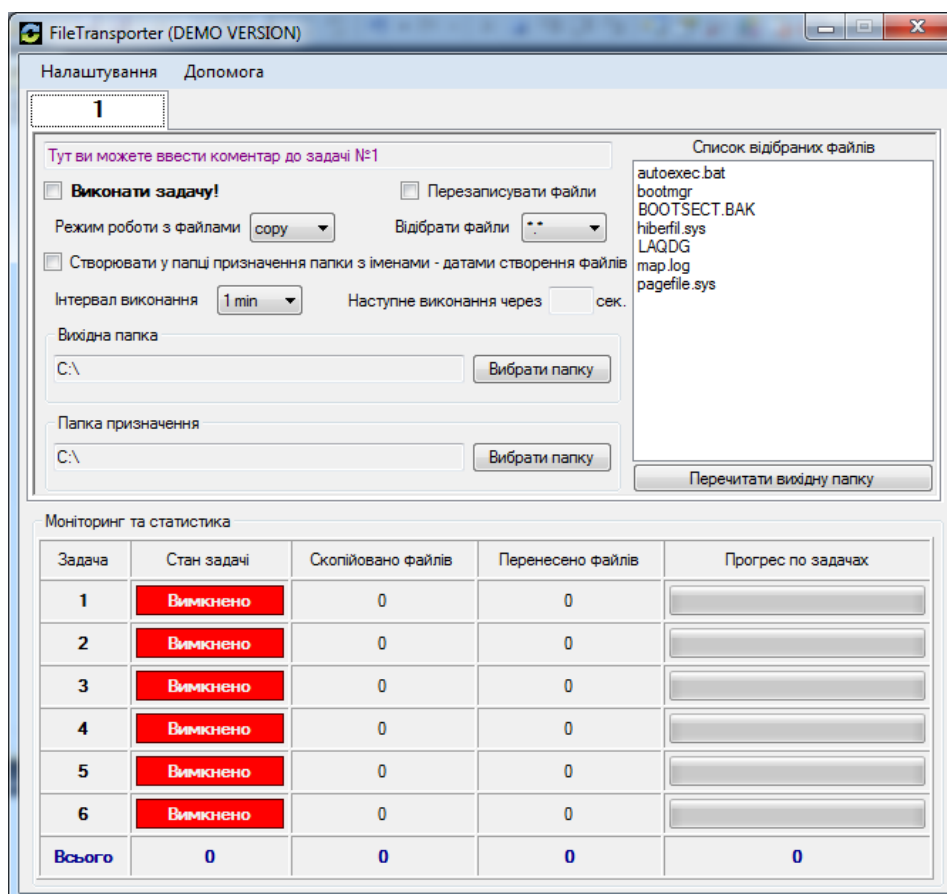 FileTransporter (DEMO VERSION)
Налаштування Допомога
1
Тут ви можете ввести коментар до задачі №1
Виконати задачу! Перезаписувати файли
Режим роботи з файлами copy Відібрати файли *.*
Створювати у папці призначення папки з іменами - датами створення файлів
Інтервал виконання 1 min Наступне виконання через сек.
Вихідна папка
C:\ Вибрати папку
Папка призначення
C:\ Вибрати папку
Список відібраних файлів
autoexec.bat
bootmgr
BOOTSECT.BAK
hiberfil.sys
LAQDG
map.log
pagefile.sys
Перечитати вихідну папку
Моніторинг та статистика
Задача Стан задачі Скопійовано файлів Перенесено файлів Прогрес по задачах
1 Вимкнено 0 0
2 Вимкнено 0 0
3 Вимкнено 0 0
4 Вимкнено 0 0
5 Вимкнено 0 0
6 Вимкнено 0 0
Всього 0 0 0 0